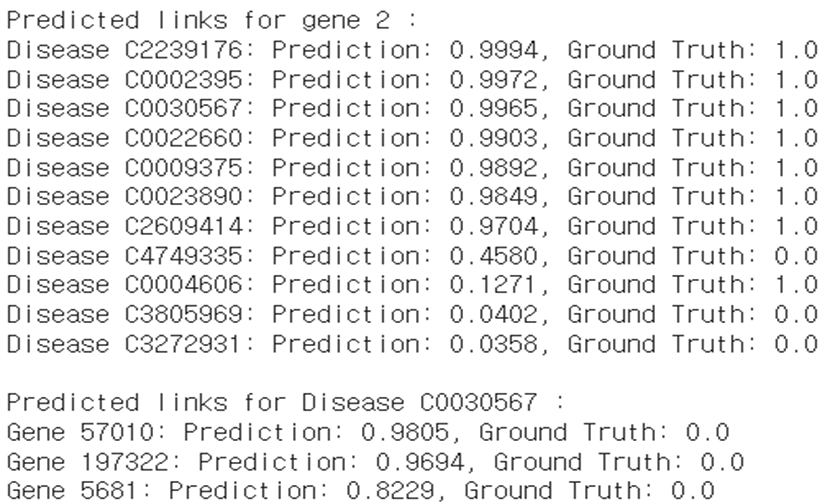 Predicted links for gene 2 :
Disease C2239176: Prediction: 0.9994, Ground Truth: 1.0
Disease C0002395: Prediction: 0.9972, Ground Truth: 1.0
Disease C0030567: Prediction: 0.9965, Ground Truth: 1.0
Disease C0022660: Prediction: 0.9903, Ground Truth: 1.0
Disease C0009375: Prediction: 0.9892, Ground Truth: 1.0
Disease C0023890: Prediction: 0.9849, Ground Truth: 1.0
Disease C2609414: Prediction: 0.9704, Ground Truth: 1.0
Disease C4749335: Prediction: 0.4580, Ground Truth: 0.0
Disease C0004606: Prediction: 0.1271, Ground Truth: 1.0
Disease C3805969: Prediction: 0.0402, Ground Truth: 0.0
Disease C3272931: Prediction: 0.0358, Ground Truth: 0.0
Predicted links for Disease C0030567 :
Gene 57010: Prediction: 0.9805, Ground Truth: 0.0
Gene 197322: Prediction: 0.9694, Ground Truth: 0.0
Gene 5681: Prediction: 0.8229, Ground Truth: 0.0